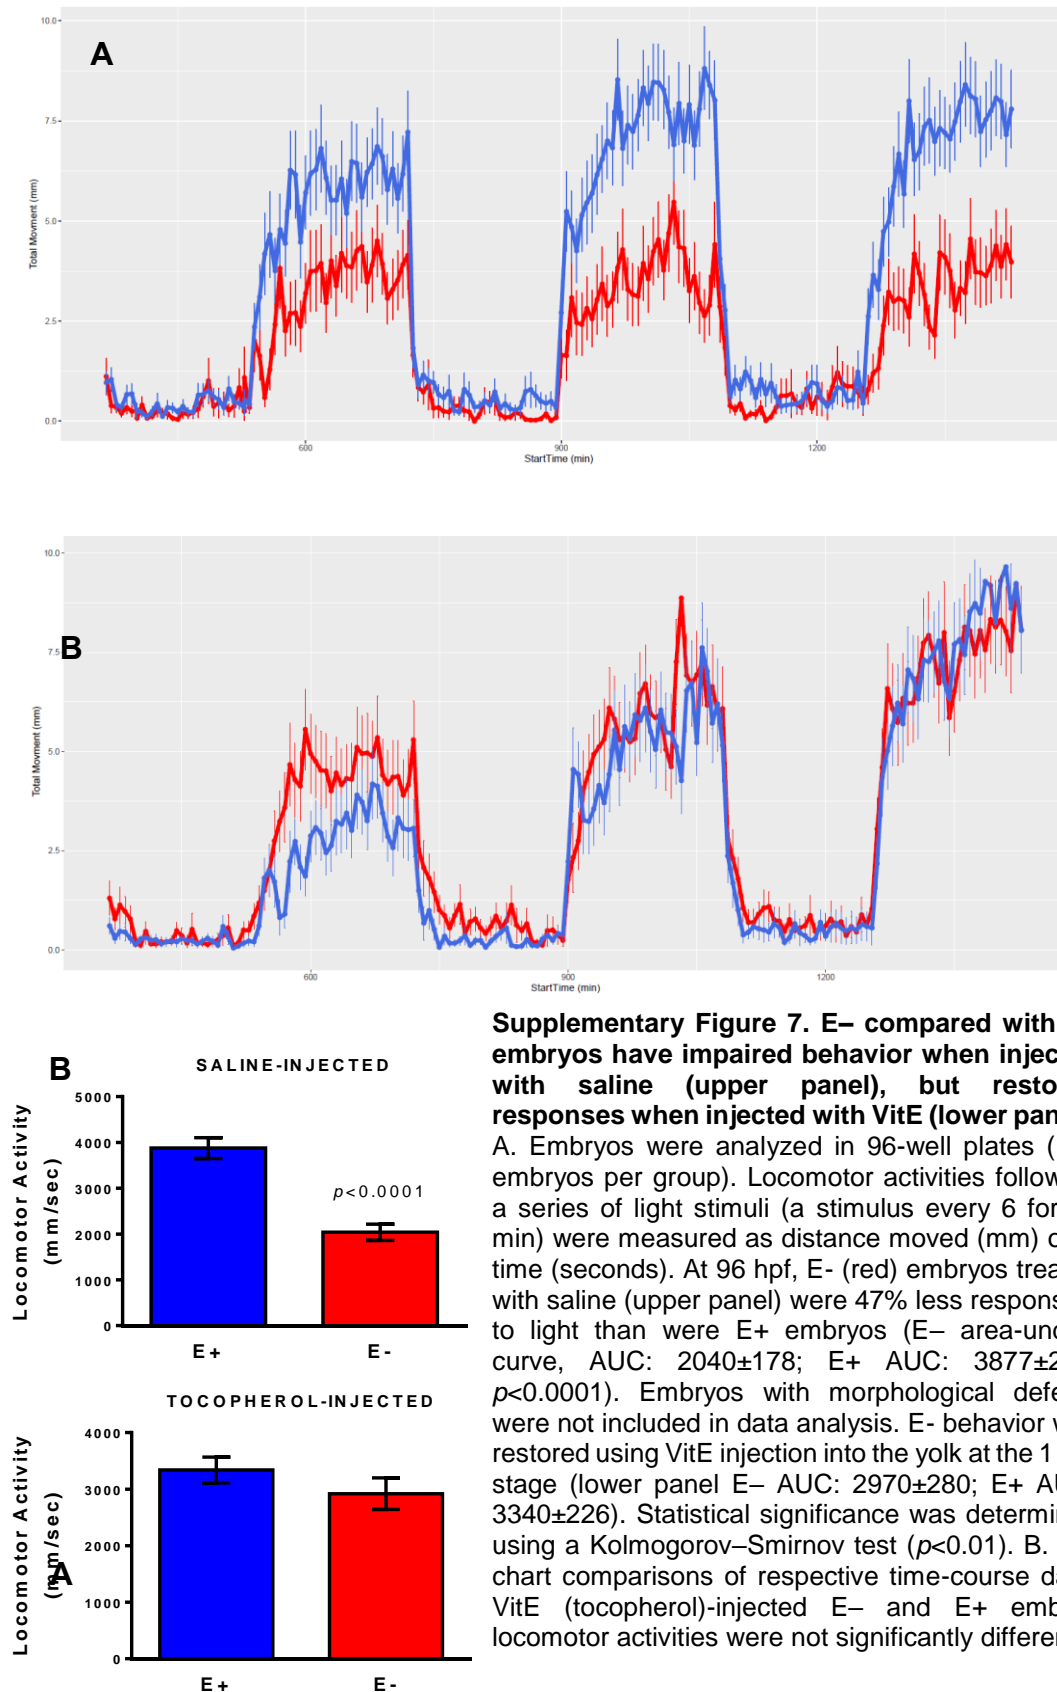 10.0
A
7.5
5.0
2.5
0.0
Total Movment (mm)
600
900
1200
StartTime (min)
10.0
B
7.5
5.0
2.5
0.0
Total Movment (mm)
600
900
1200
StartTime (min)
B
SALINE-INJECTED
Locomotor Activity
(mm/sec)
5000
4000
3000
2000
1000
0
p<0.0001
E+
E-
TOCOPHEROL-INJECTED
Locomotor Activity
(mm/sec)
A
4000
3000
2000
1000
0
E+
E-
Supplementary Figure 7. E– compared with
embryos have impaired behavior when injec
with saline (upper panel), but resto
responses when injected with VitE (lower pan
A. Embryos were analyzed in 96-well plates (
embryos per group). Locomotor activities follow
a series of light stimuli (a stimulus every 6 for
min) were measured as distance moved (mm) o
time (seconds). At 96 hpf, E- (red) embryos trea
with saline (upper panel) were 47% less respons
to light than were E+ embryos (E– area-und
curve, AUC: 2040±178; E+ AUC: 3877±2
p<0.0001). Embryos with morphological defe
were not included in data analysis. E- behavior w
restored using VitE injection into the yolk at the 1
stage (lower panel E– AUC: 2970±280; E+ AU
3340±226). Statistical significance was determin
using a Kolmogorov–Smirnov test (p<0.01). B.
chart comparisons of respective time-course da
VitE (tocopherol)-injected E– and E+ emb
locomotor activities were not significantly differe